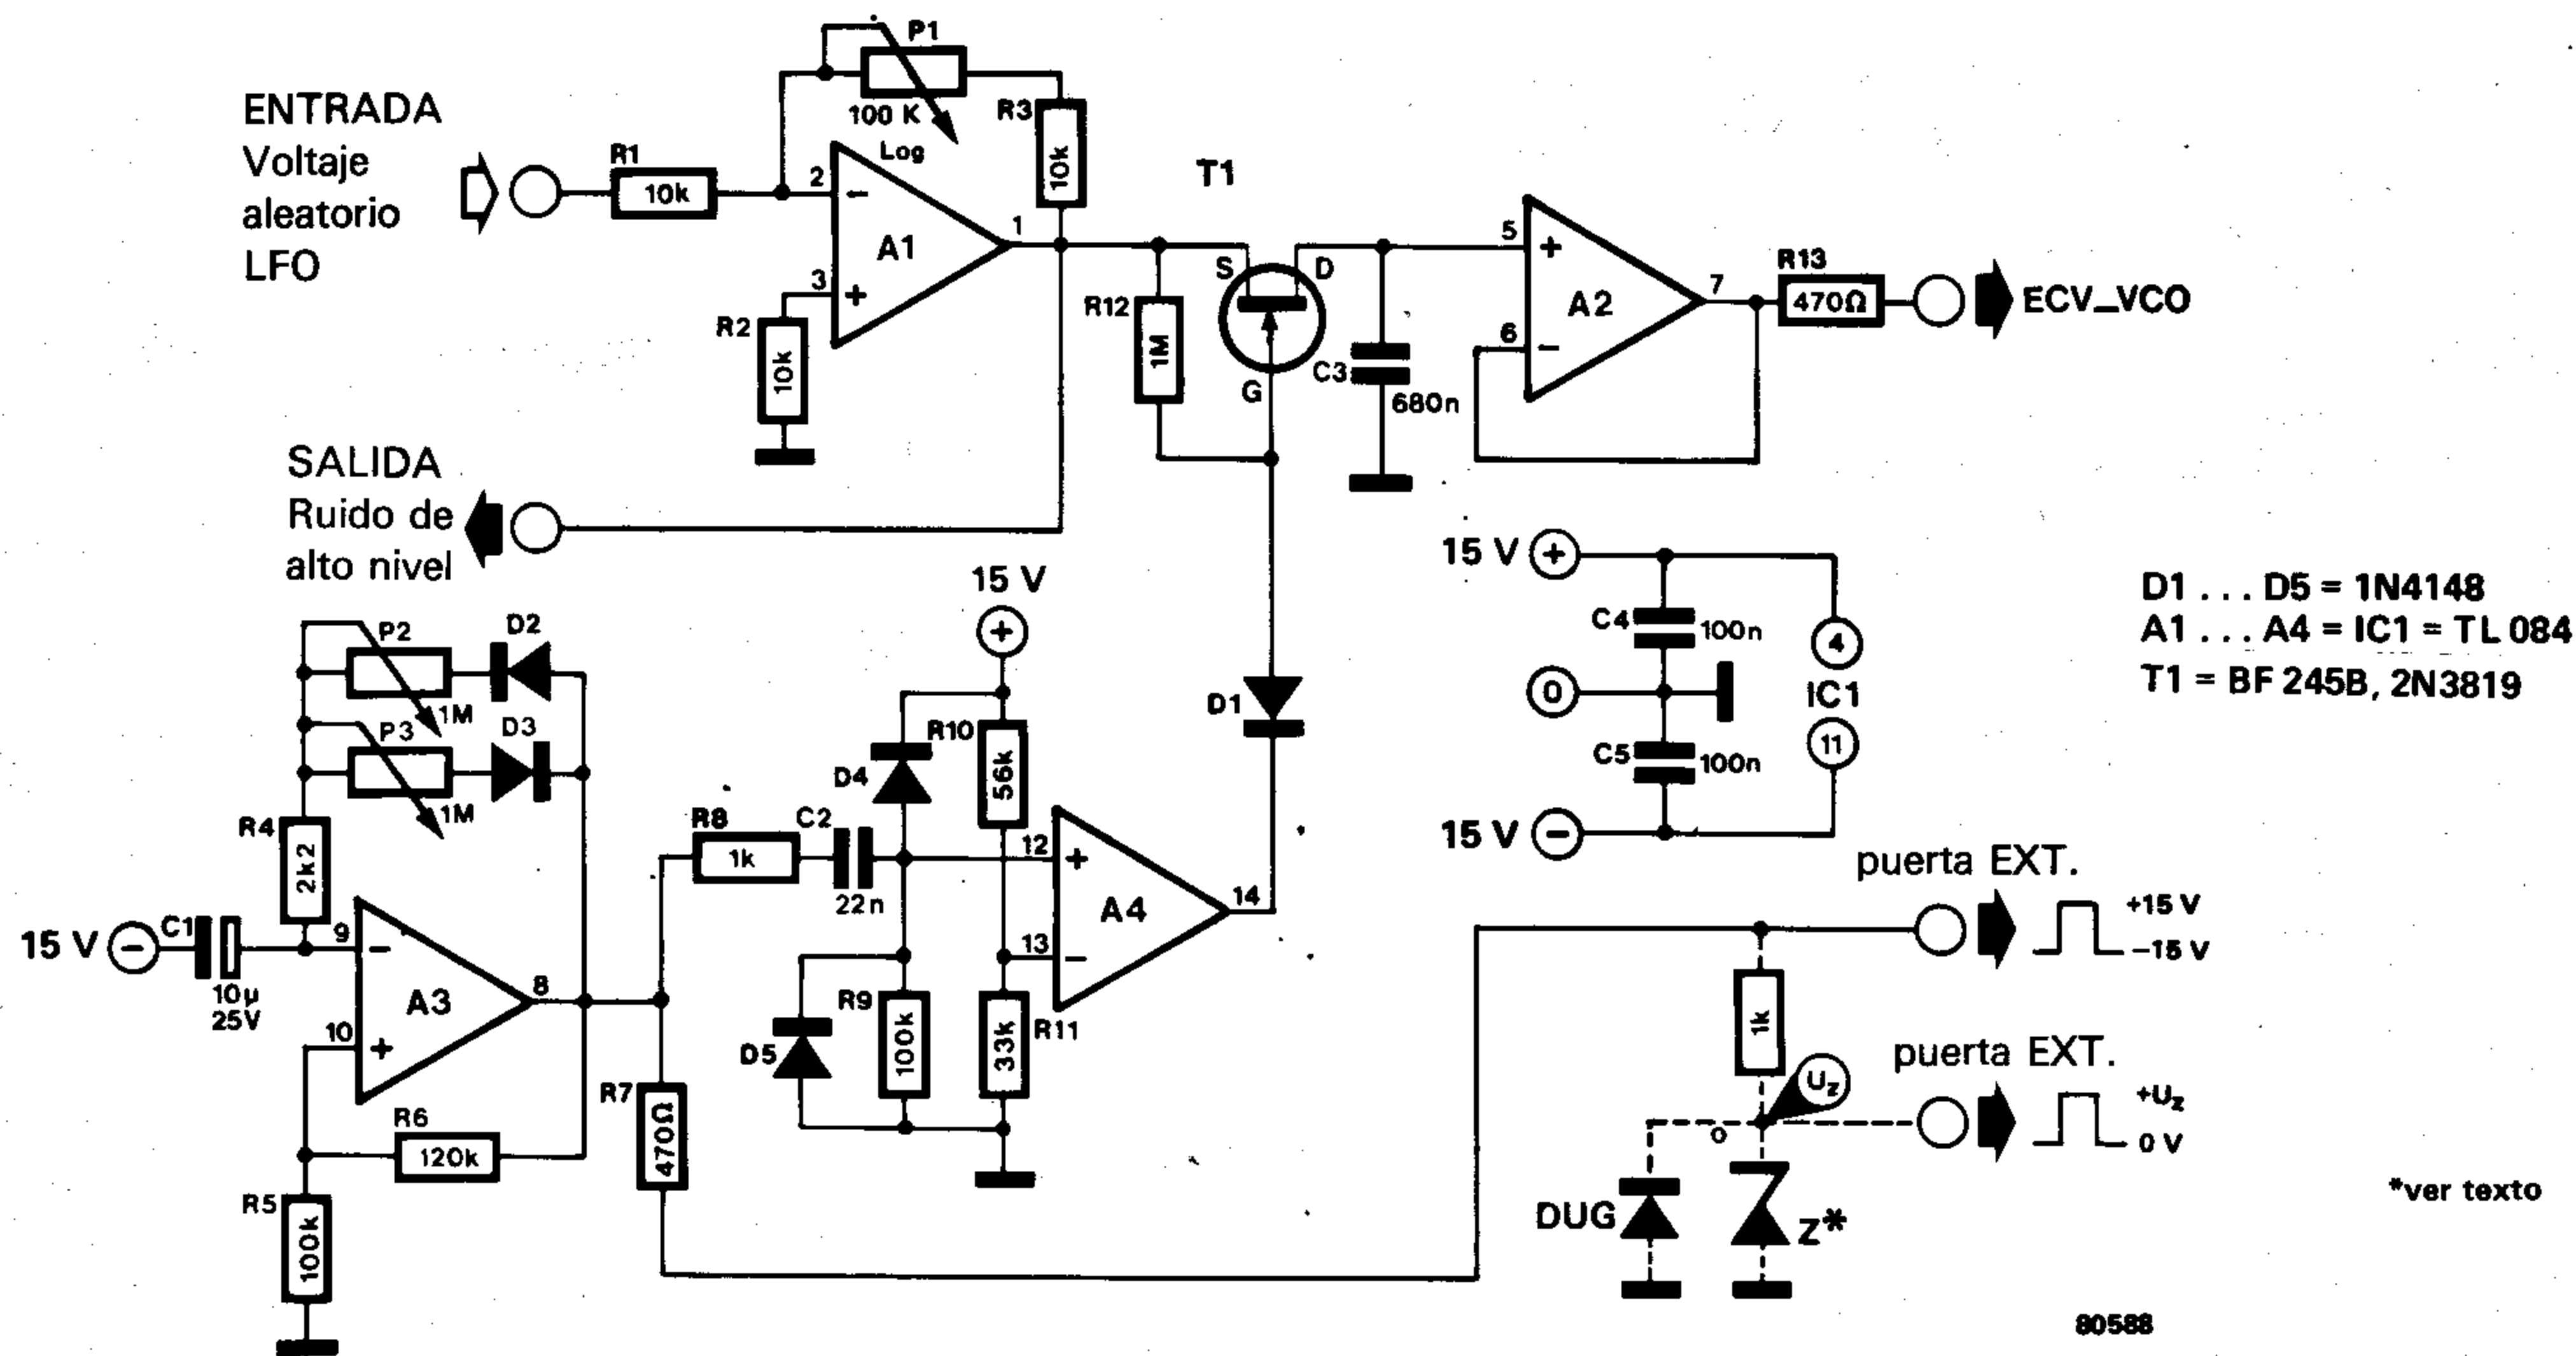 ENTRADA
Voltaje
aleatorio
LFO
R1
10k
P1
100 K
Log
R3
10k
2
−
3
+
A1
1
R2
10k
T1
S
D
G
R12
1M
C3
680n
5
+
6
−
A2
7
R13
470Ω
ECV_VCO
SALIDA
Ruido de
alto nivel
15 V
+
P2
1M
D2
P3
1M
D3
R4
2k2
15 V
−
C1
10µ
25V
9
−
10
+
A3
8
R6
120k
R5
100k
R7
470Ω
R8
1k
C2
22n
D4
R10
56k
D5
R9
100k
R11
33k
12
+
13
−
A4
14
D1
15 V
+
C4
100n
4
0
IC1
C5
100n
11
15 V
−
D1 . . . D5 = 1N4148
A1 . . . A4 = IC1 = TL 084
T1 = BF 245B, 2N3819
puerta EXT.
+15 V
−15 V
1k
puerta EXT.
Uz
+Uz
0 V
o
DUG
Z*
*ver texto
80588